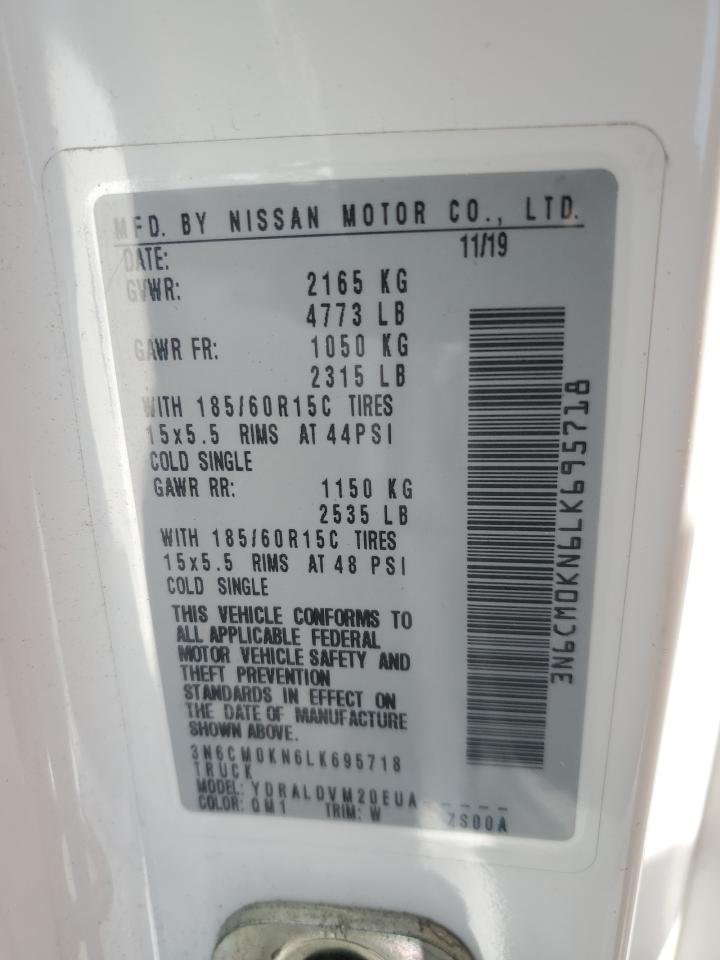 MFD. BY NISSAN MOTOR CO., LTD.
DATE: 11/19
GVWR: 2165 KG
4773 LB
GAWR FR: 1050 KG
2315 LB
WITH 185/60R15C TIRES
15x5.5 RIMS AT 44PSI
COLD SINGLE
GAWR RR: 1150 KG
2535 LB
WITH 185/60R15C TIRES
15x5.5 RIMS AT 48 PSI
COLD SINGLE
THIS VEHICLE CONFORMS TO
ALL APPLICABLE FEDERAL
MOTOR VEHICLE SAFETY AND
THEFT PREVENTION
STANDARDS IN EFFECT ON
THE DATE OF MANUFACTURE
SHOWN ABOVE.
3N6CM0KN6LK695718
TRUCK
MODEL: YDRALDVM20EUA-----
COLOR: QM1 TRIM: W ZS00A
3N6CM0KN6LK695718